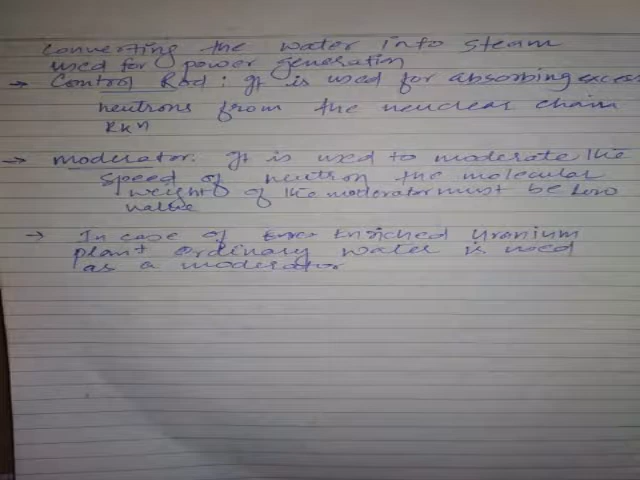 converting the water into steam
used for power generatin
→ Control Rod : It is used for absorbing excess
neutrons from the neuclear chain
RXn
→ moderator : It is used to moderate the
speed of neutron the molecular
weight of the moderator must be low
value
→ In case of Enriched Uranium
plant ordinary water is used
as a moderator